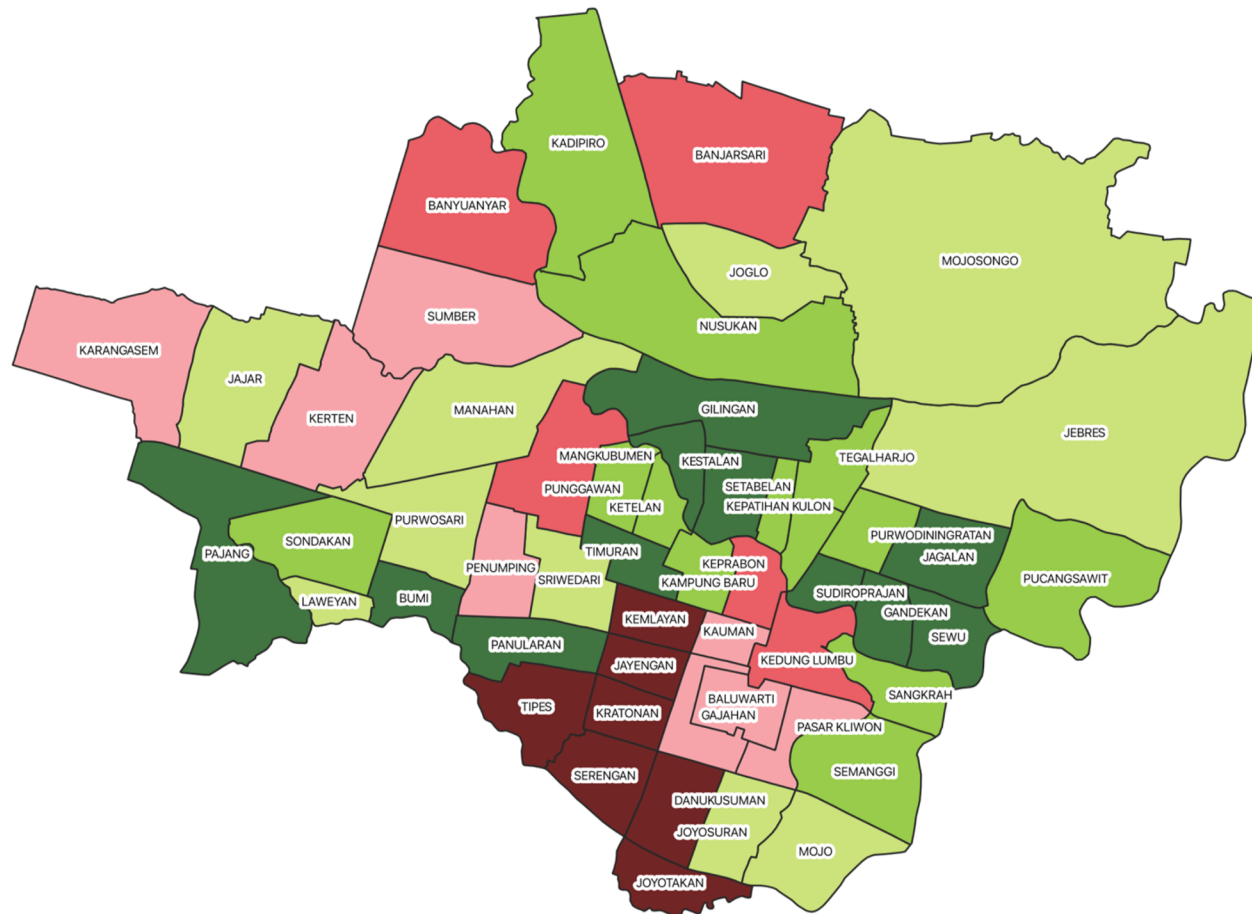 KADIPIRO
BANJARSARI
BANYUANYAR
MOJOSONGO
JOGLO
SUMBER
NUSUKAN
KARANGASEM
JAJAR
KERTEN
MANAHAN
GILINGAN
JEBRES
MANGKUBUMEN
KESTALAN
TEGALHARJO
PUNGGAWAN
SETABELAN
KETELAN
KEPATIHAN KULON
PURWOSARI
PURWODININGRATAN
SONDAKAN
PAJANG
TIMURAN
JAGALAN
KEPRABON
PENUMPING
SRIWEDARI
KAMPUNG BARU
PUCANGSAWIT
SUDIROPRAJAN
LAWEYAN
BUMI
GANDEKAN
KEMLAYAN
KAUMAN
SEWU
PANULARAN
JAYENGAN
KEDUNG LUMBU
SANGKRAH
BALUWARTI
TIPES
KRATONAN
GAJAHAN
PASAR KLIWON
SERENGAN
SEMANGGI
DANUKUSUMAN
JOYOSURAN
MOJO
JOYOTAKAN